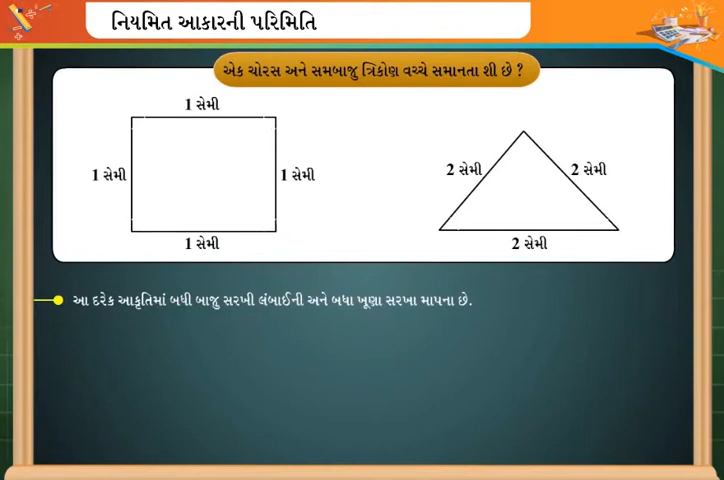 નિયમિત આકારની પરિમિતિ
એક ચોરસ અને સમબાજુ ત્રિકોણ વચ્ચે સમાનતા શી છે ?
1 સેમી
1 સેમી
1 સેમી
1 સેમી
2 સેમી
2 સેમી
2 સેમી
આ દરેક આકૃતિમાં બધી બાજુ સરખી લંબાઈની અને બધા ખૂણા સરખા માપના છે.